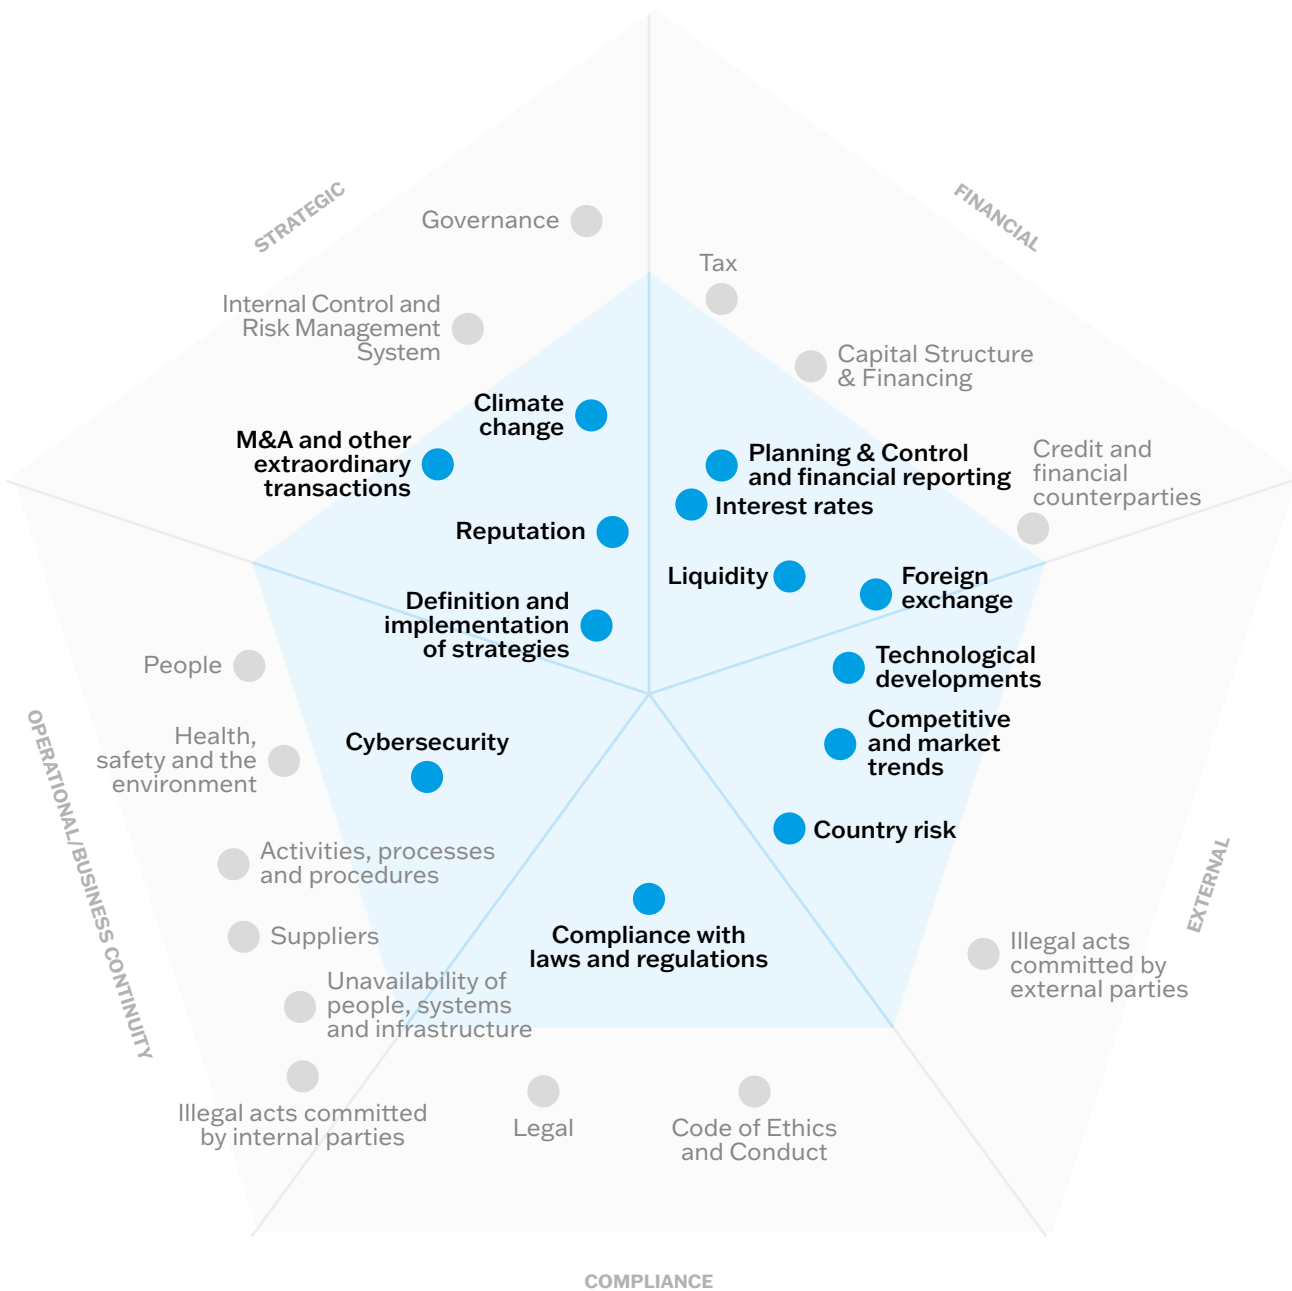 STRATEGIC
FINANCIAL
Governance
Tax
Internal Control and
Risk Management
System
Capital Structure
& Financing
Climate
change
M&A and other
extraordinary
transactions
Planning & Control
and financial reporting
Credit and
financial
counterparties
Interest rates
Reputation
Liquidity
Foreign
exchange
Definition and
implementation
of strategies
People
Technological
developments
OPERATIONAL/BUSINESS CONTINUITY
Health,
safety and the
environment
Cybersecurity
Competitive
and market
trends
Country risk
EXTERNAL
Activities, processes
and procedures
Suppliers
Compliance with
laws and regulations
Illegal acts
committed by
external parties
Unavailability of
people, systems
and infrastructure
Illegal acts committed
by internal parties
Legal
Code of Ethics
and Conduct
COMPLIANCE